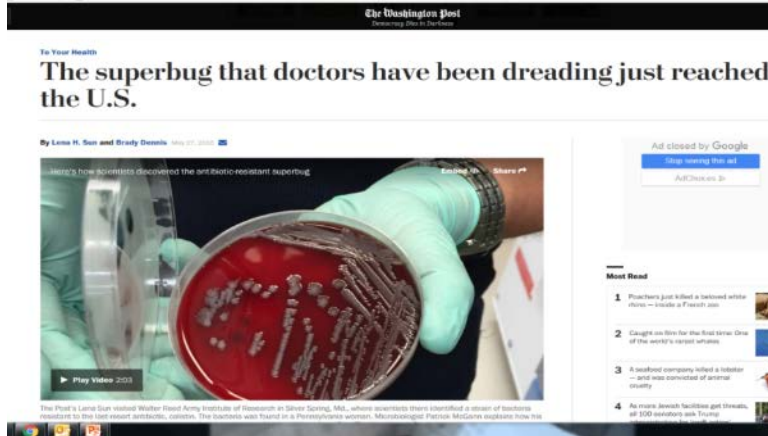 The Washington Post
Democracy Dies in Darkness
To Your Health
The superbug that doctors have been dreading just reached
the U.S.
By Lena H. Sun and Brady Dennis May 27, 2016
Ad closed by Google
Stop seeing this ad
AdChoices
Here's how scientists discovered the antibiotic-resistant superbug
Embed
Share
Play Video 2:03
The Post's Lena Sun visited Walter Reed Army Institute of Research in Silver Spring, Md., where scientists there identified a strain of bacteria
resistant to the last resort antibiotic, colistin. The bacteria was found in a Pennsylvania women. Microbiologist Patrick McGann explains how his
Most Read
1 Poachers just killed a beloved white
rhino — inside a French zoo
2 Caught on film for the first time: One
of the world's rarest whales
3 A seafood company killed a lobster
— and was convicted of animal
cruelty
4 As more Jewish facilities get threats,
all 100 senators ask Trump